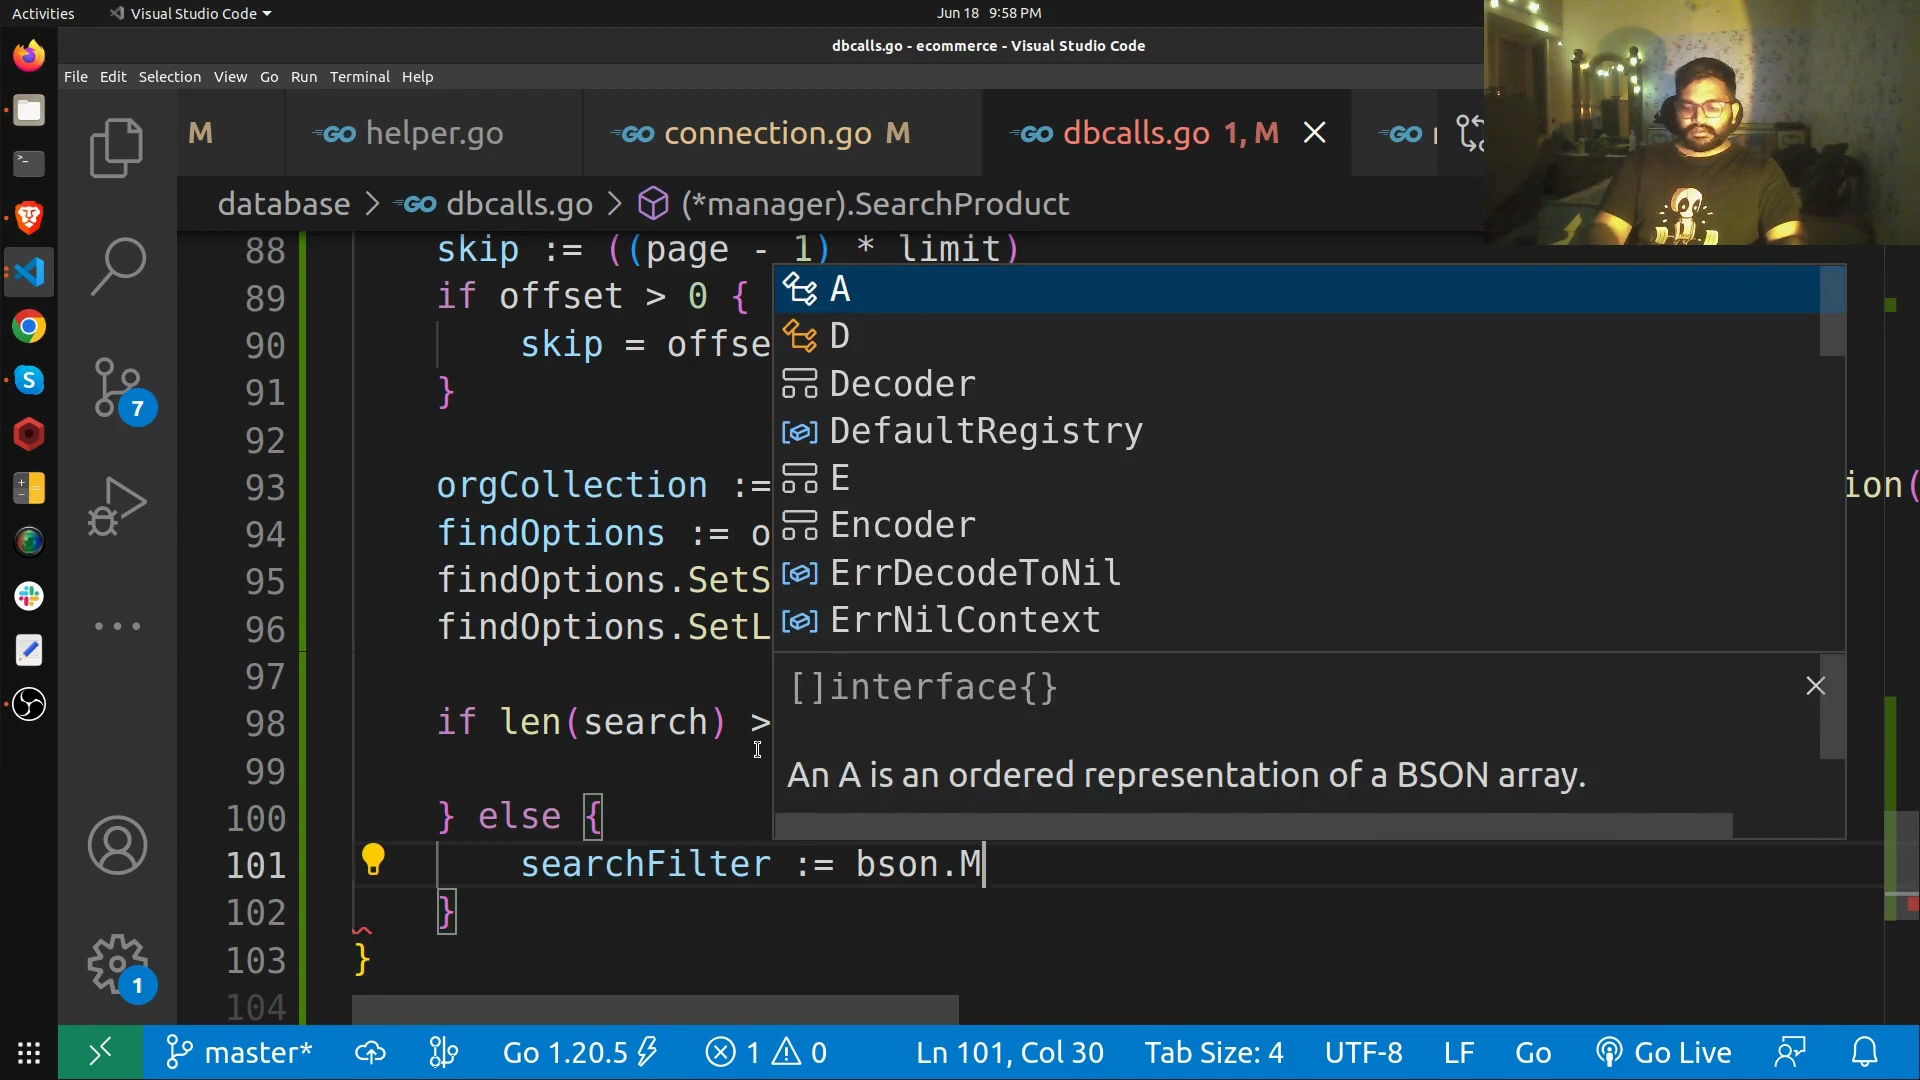 Activities
Visual Studio Code
Jun 18 9:58 PM
dbcalls.go - ecommerce - Visual Studio Code
File Edit Selection View Go Run Terminal Help
M
GO helper.go
GO connection.go M
GO dbcalls.go 1, M
GO
database > GO dbcalls.go > (*manager).SearchProduct
88 skip := ((page - 1) * limit)
89 if offset > 0 {
90 skip = offse
91 }
92
93 orgCollection := ion(
94 findOptions := o
95 findOptions.SetS
96 findOptions.SetL
97
98 if len(search) >
99
100 } else {
101 searchFilter := bson.M
102 }
103 }
104
A
D
Decoder
DefaultRegistry
E
Encoder
ErrDecodeToNil
ErrNilContext
[]interface{}
An A is an ordered representation of a BSON array.
7
1
master*
Go 1.20.5
1 0
Ln 101, Col 30
Tab Size: 4
UTF-8
LF
Go
Go Live